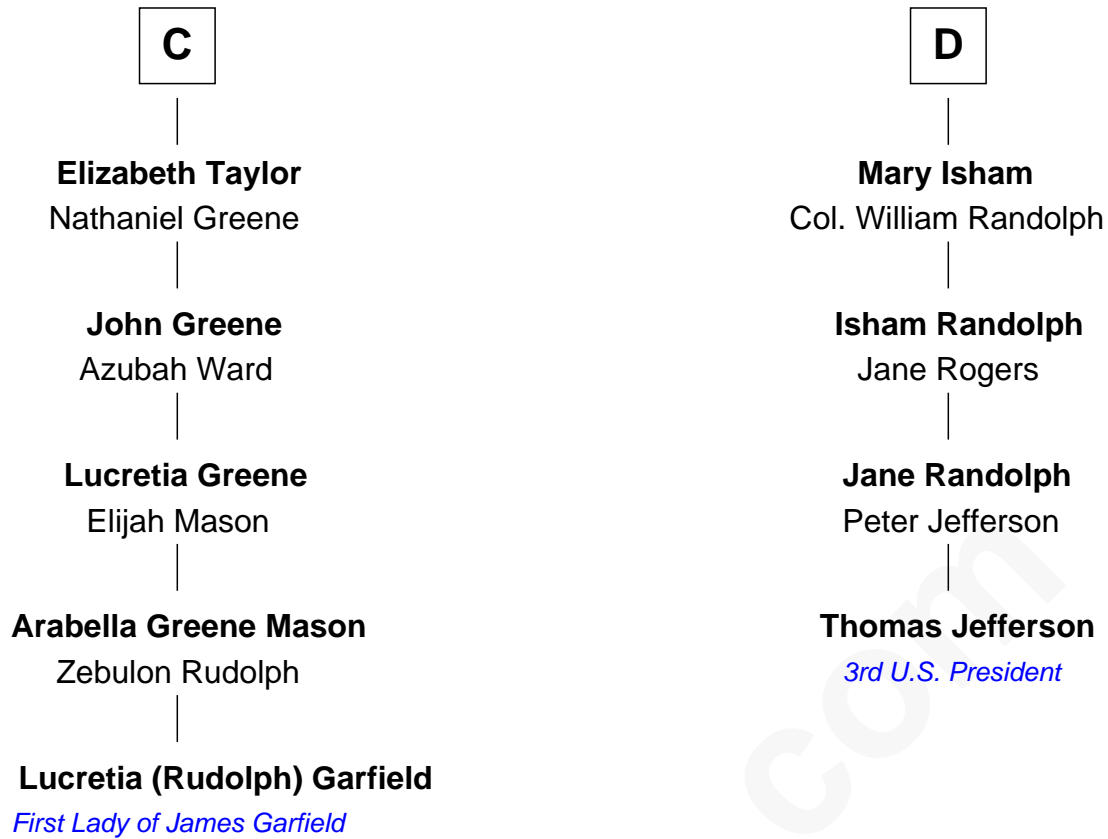 C
Elizabeth Taylor
Nathaniel Greene
John Greene
Azubah Ward
Lucretia Greene
Elijah Mason
Arabella Greene Mason
Zebulon Rudolph
Lucretia (Rudolph) Garfield
First Lady of James Garfield
D
Mary Isham
Col. William Randolph
Isham Randolph
Jane Rogers
Jane Randolph
Peter Jefferson
Thomas Jefferson
3rd U.S. President
com